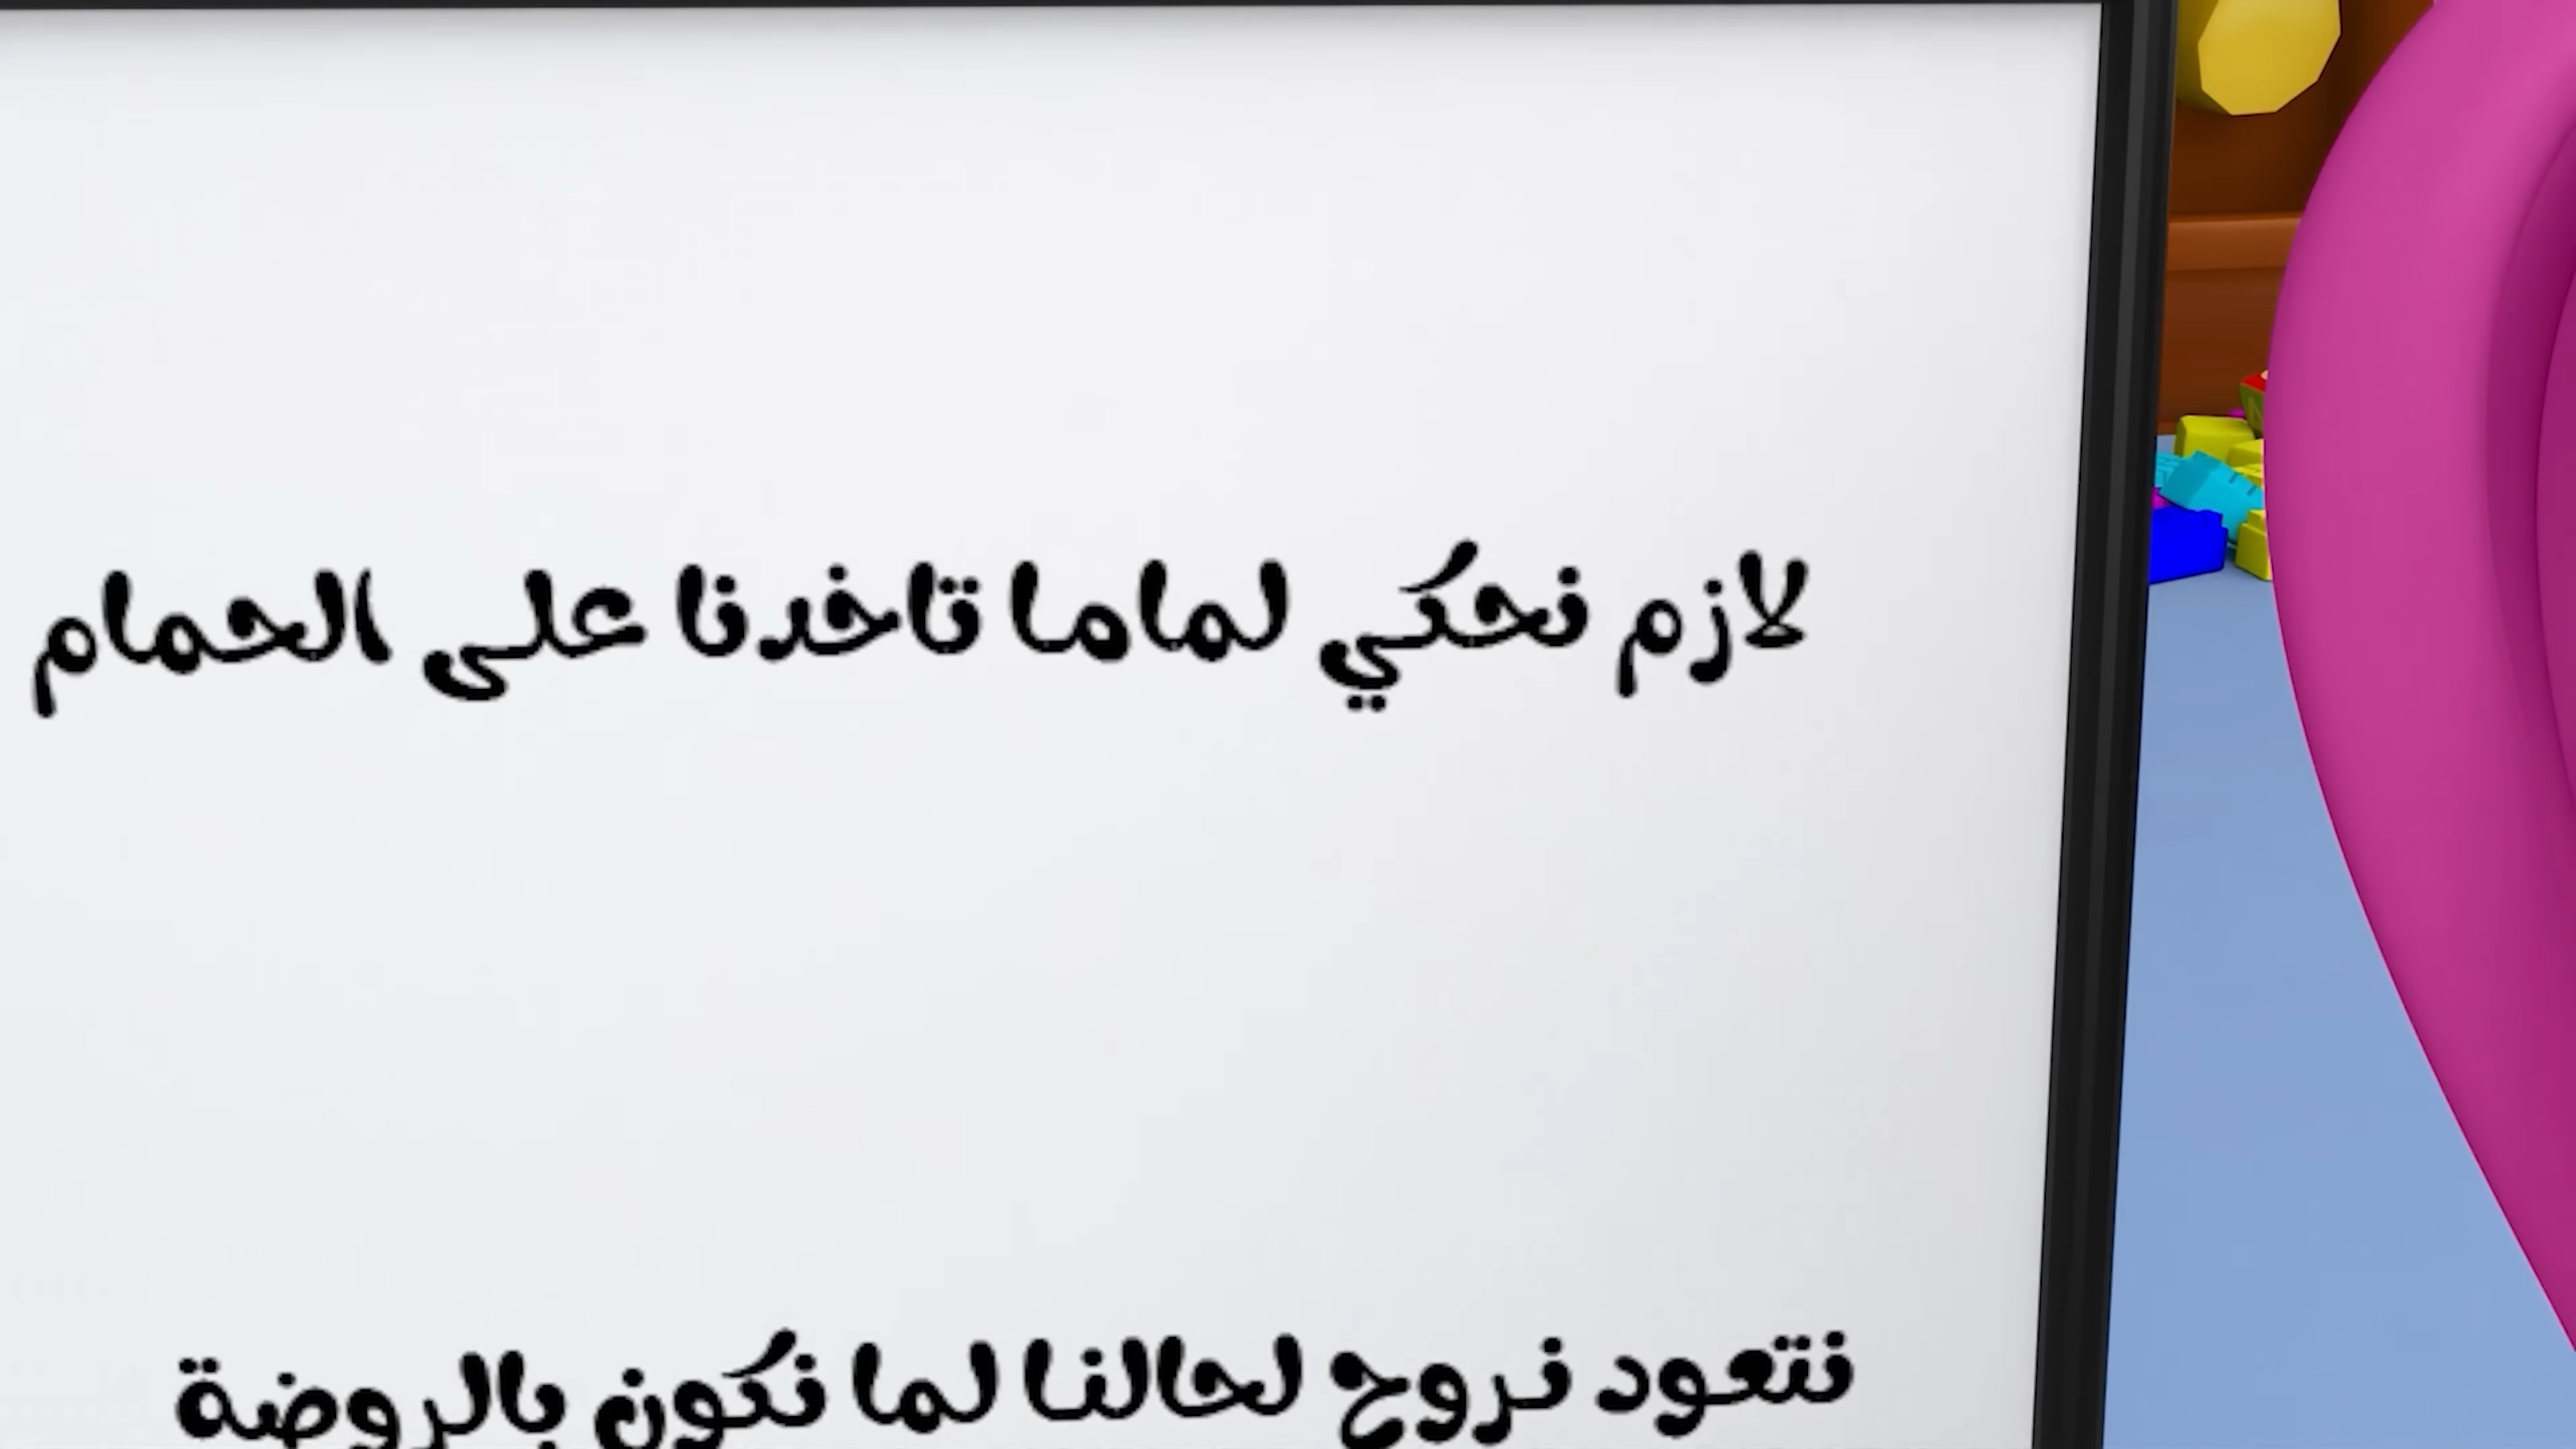 لازم نحكي لماما تاخدنا على الحمام
نتعود نروح لحالنا لما نكون بالروضة